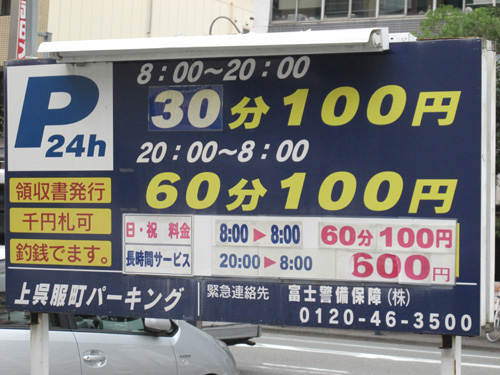 P
24h
8:00～20:00
30分100円
20:00～8:00
60分100円
領収書発行
千円札可
釣銭でます。
日・祝 料金 8:00▶8:00 60分100円
長時間サービス 20:00▶8:00 600円
上呉服町パーキング
緊急連絡先 富士警備保障(株)
0120-46-3500